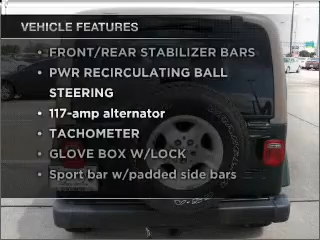 VEHICLE FEATURES
• FRONT/REAR STABILIZER BARS
• PWR RECIRCULATING BALL
STEERING
• 117-amp alternator
• TACHOMETER
• GLOVE BOX W/LOCK
• Sport bar w/padded side bars